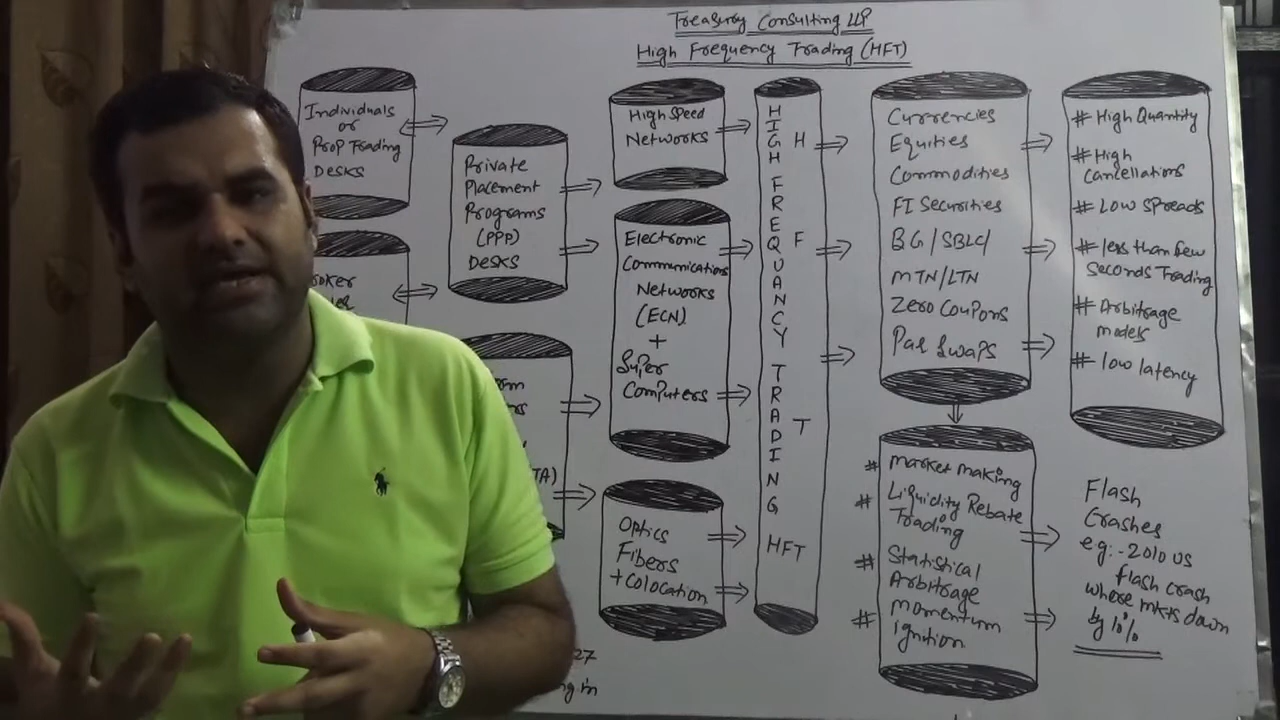 Treasury Consulting LLP
High Frequency Trading (HFT)
Individuals
or
Prop Trading
Desks
Private
Placement
Programs
(PPP)
Desks
High Speed
Networks
Electronic
Communications
Networks
(ECN)
+
Super
Computers
Optics
Fibers
+ Colocation
HIGH FREQUANCY TRADING
H
F
T
HFT
Currencies
Equities
Commodities
FI Securities
BG/SBLC/
MTN/LTN
Zero Coupons
Par Swaps
# Market Making
# Liquidity Rebate
Trading
# Statistical
Arbitrage
# Momentum
Ignition
# High Quantity
# High
Cancellations
# Low Spreads
# less than few
Seconds Trading
# Arbitrage
models
# low latency
Flash
Crashes
eg:- 2010 US
flash crash
where mkts down
by 10%